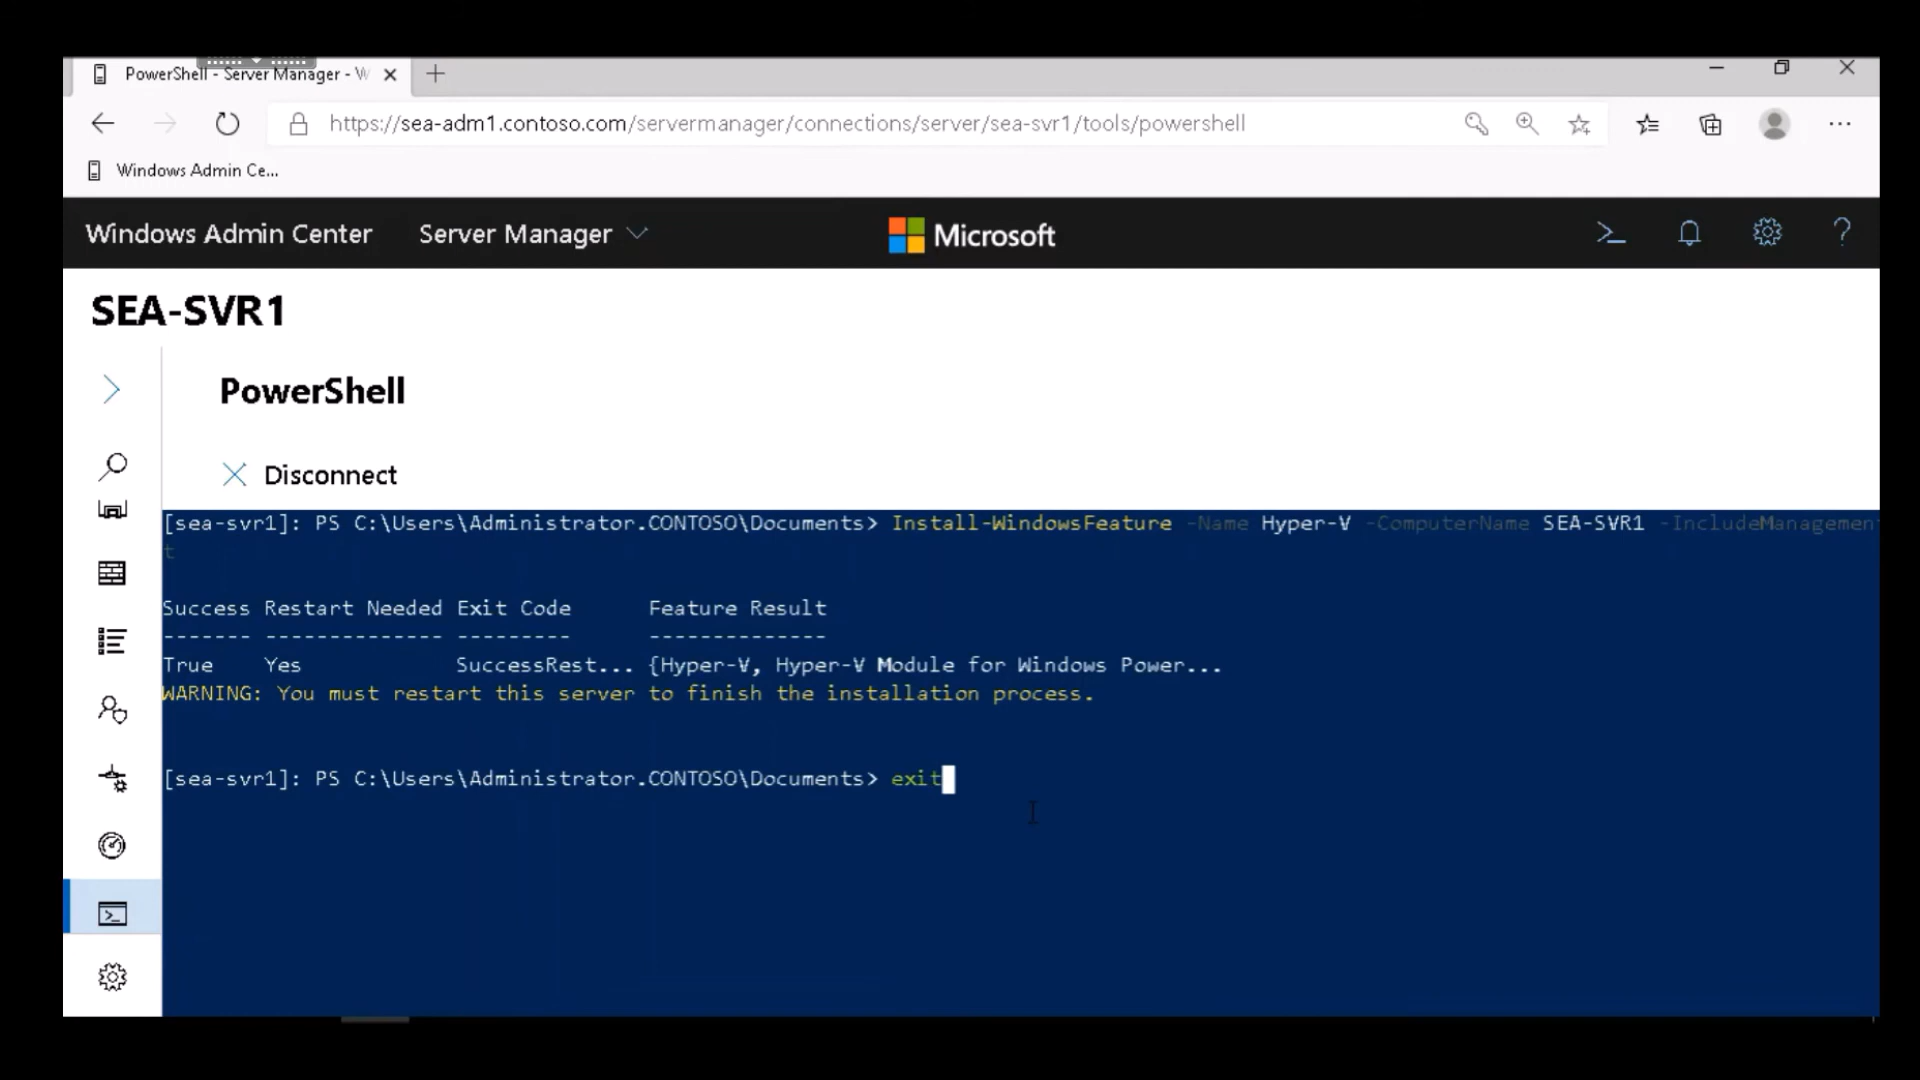 PowerShell - Server Manager - W
https://sea-adm1.contoso.com/servermanager/connections/server/sea-svr1/tools/powershell
Windows Admin Ce...
Windows Admin Center Server Manager Microsoft
SEA-SVR1
PowerShell
Disconnect
[sea-svr1]: PS C:\Users\Administrator.CONTOSO\Documents> Install-WindowsFeature -Name Hyper-V -ComputerName SEA-SVR1 -IncludeManagemen
t
Success Restart Needed Exit Code Feature Result
------- -------------- --------- --------------
True Yes SuccessRest... {Hyper-V, Hyper-V Module for Windows Power...
WARNING: You must restart this server to finish the installation process.
[sea-svr1]: PS C:\Users\Administrator.CONTOSO\Documents> exit